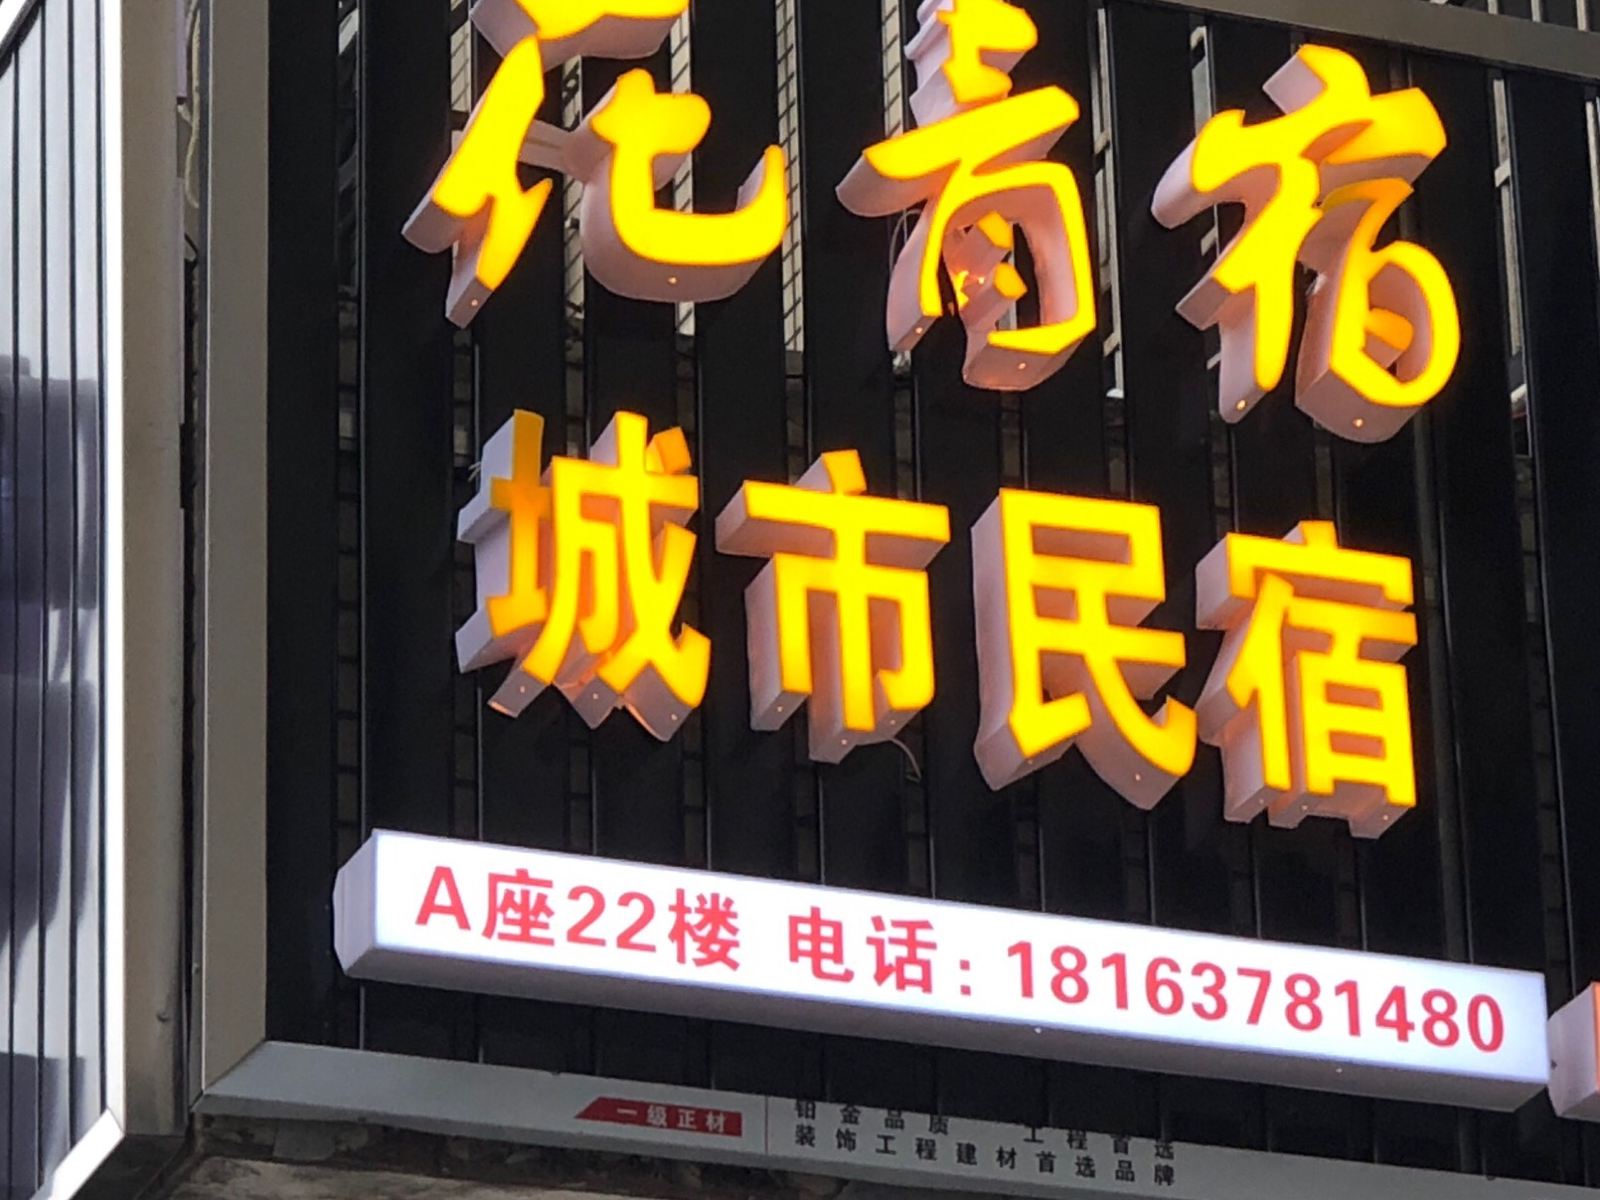 花青宿
城市民宿
A座22楼 电话：18163781480
一级正材
铂金品质 工程首选
装饰工程建材首选品牌